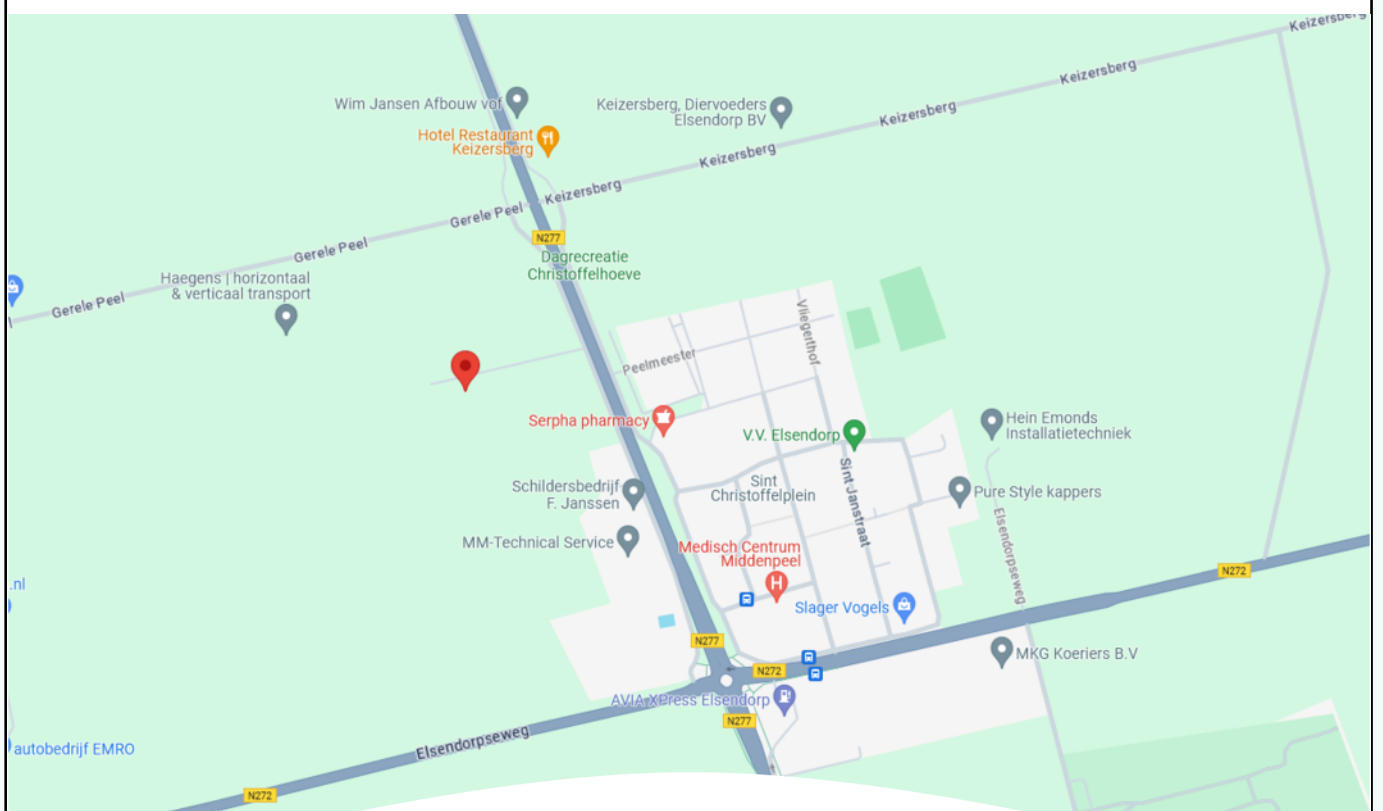 Keizersberg
Keizersberg
Wim Jansen Afbouw vof
Keizersberg, Diervoeders
Elsendorp BV
Keizersberg
Hotel Restaurant
Keizersberg
Keizersberg
Keizersberg
Gerele Peel
N277
Gerele Peel
Dagrecreatie
Christoffelhoeve
Haegens | horizontaal
& verticaal transport
Gerele Peel
Vliegerthof
Peelmeester
Serpha pharmacy
V.V. Elsendorp
Hein Emonds
Installatietechniek
Sint
Christoffelplein
Sint Janstraat
Schildersbedrijf
F. Janssen
Pure Style kappers
MM-Technical Service
Elsendorpseweg
Medisch Centrum
Middenpeel
H
N272
.nl
Slager Vogels
N277
MKG Koeriers B.V
N272
AVIA XPress Elsendorp
N277
Elsendorpseweg
autobedrijf EMRO
N272